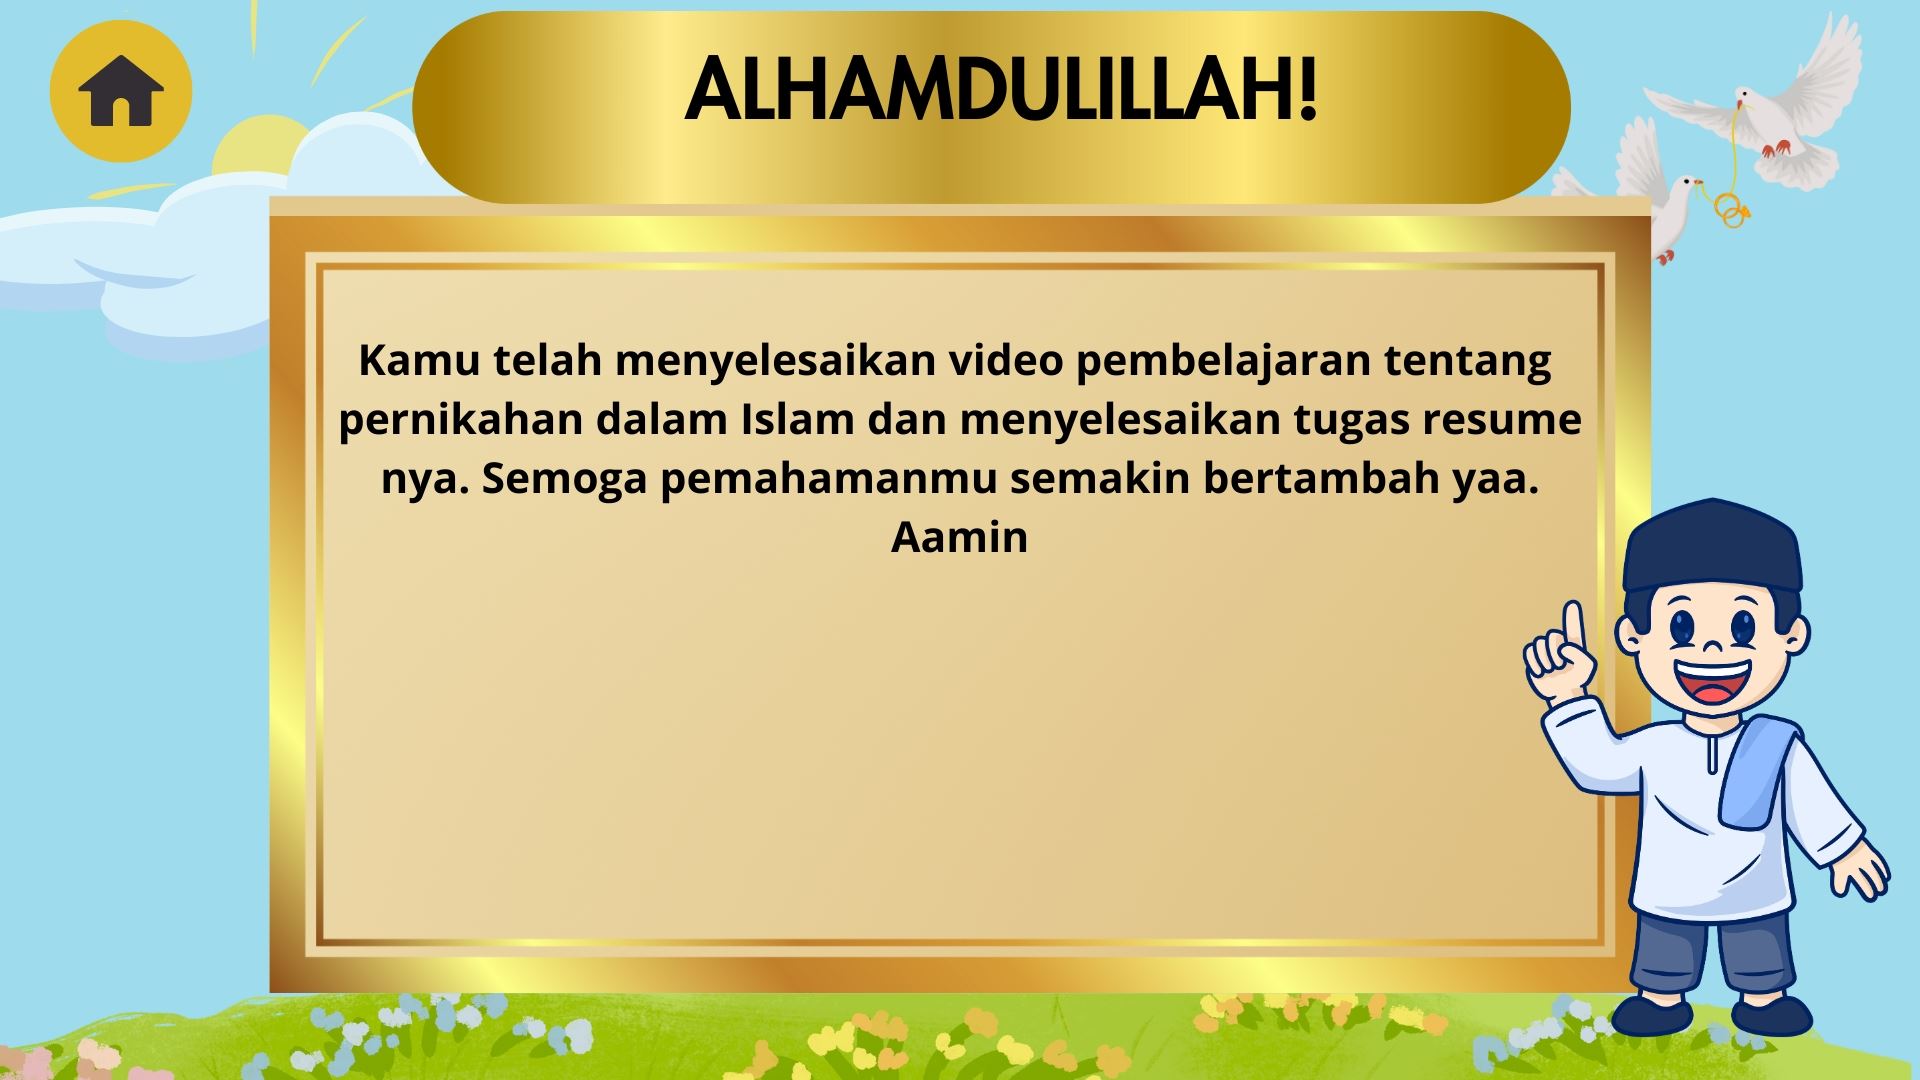 ALHAMDULILLAH!
Kamu telah menyelesaikan video pembelajaran tentang
pernikahan dalam Islam dan menyelesaikan tugas resume
nya. Semoga pemahamanmu semakin bertambah yaa.
Aamin